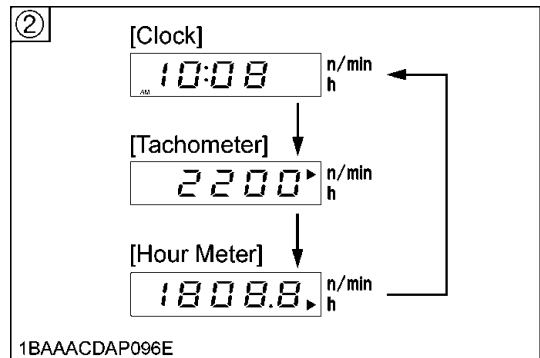 ②
[Clock]
AM 10:08 n/min
h
[Tachometer]
2200 n/min
h
[Hour Meter]
1808.8 n/min
h
1BAAACDAP096E